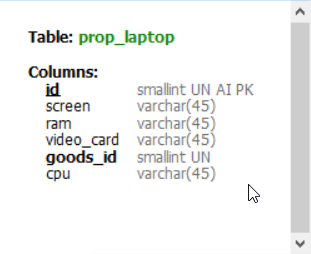 Table: prop_laptop
Columns:
id smallint UN AI PK
screen varchar(45)
ram varchar(45)
video_card varchar(45)
goods_id smallint UN
cpu varchar(45)